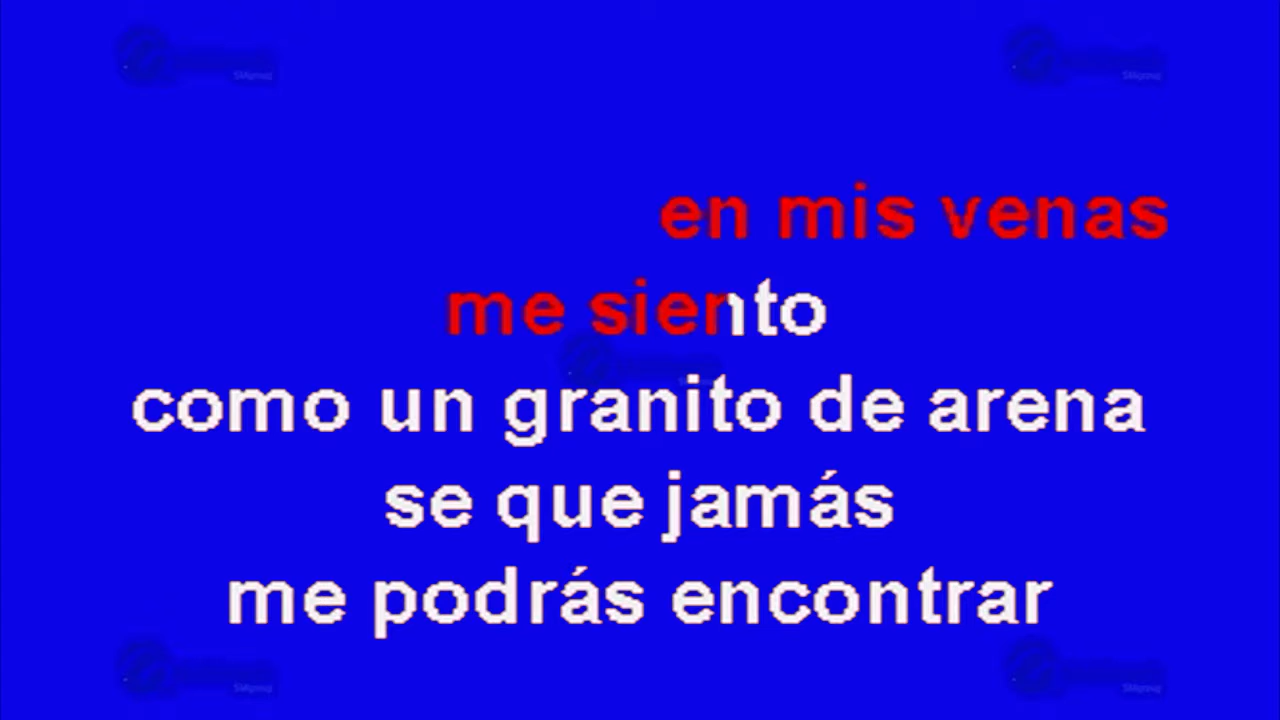 en mis venas
me siento
como un granito de arena
se que jamás
me podrás encontrar